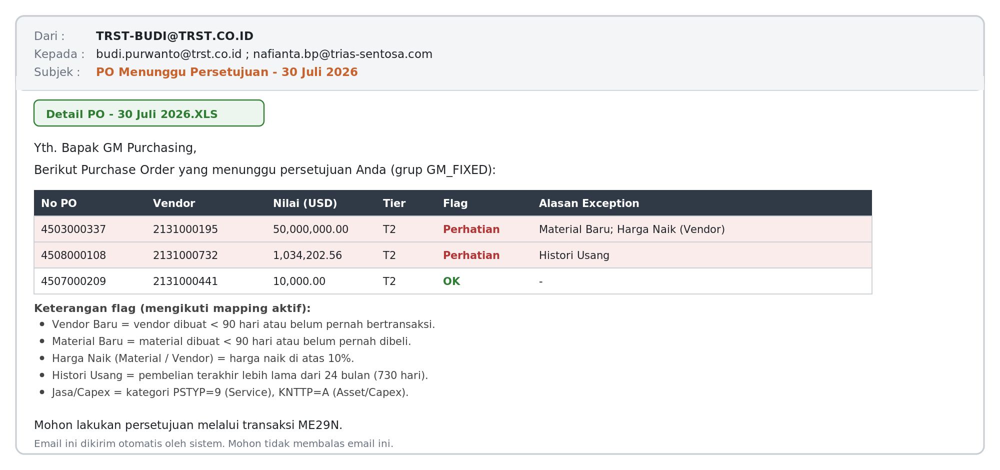 Dari : TRST-BUDI@TRST.CO.ID
Kepada : budi.purwanto@trst.co.id ; nafianta.bp@trias-sentosa.com
Subjek : PO Menunggu Persetujuan - 30 Juli 2026
Detail PO - 30 Juli 2026.XLS
Yth. Bapak GM Purchasing,
Berikut Purchase Order yang menunggu persetujuan Anda (grup GM_FIXED):
No PO Vendor Nilai (USD) Tier Flag Alasan Exception
4503000337 2131000195 50,000,000.00 T2 Perhatian Material Baru; Harga Naik (Vendor)
4508000108 2131000732 1,034,202.56 T2 Perhatian Histori Usang
4507000209 2131000441 10,000.00 T2 OK -
Keterangan flag (mengikuti mapping aktif):
• Vendor Baru = vendor dibuat < 90 hari atau belum pernah bertransaksi.
• Material Baru = material dibuat < 90 hari atau belum pernah dibeli.
• Harga Naik (Material / Vendor) = harga naik di atas 10%.
• Histori Usang = pembelian terakhir lebih lama dari 24 bulan (730 hari).
• Jasa/Capex = kategori PSTYP=9 (Service), KNTTP=A (Asset/Capex).
Mohon lakukan persetujuan melalui transaksi ME29N.
Email ini dikirim otomatis oleh sistem. Mohon tidak membalas email ini.